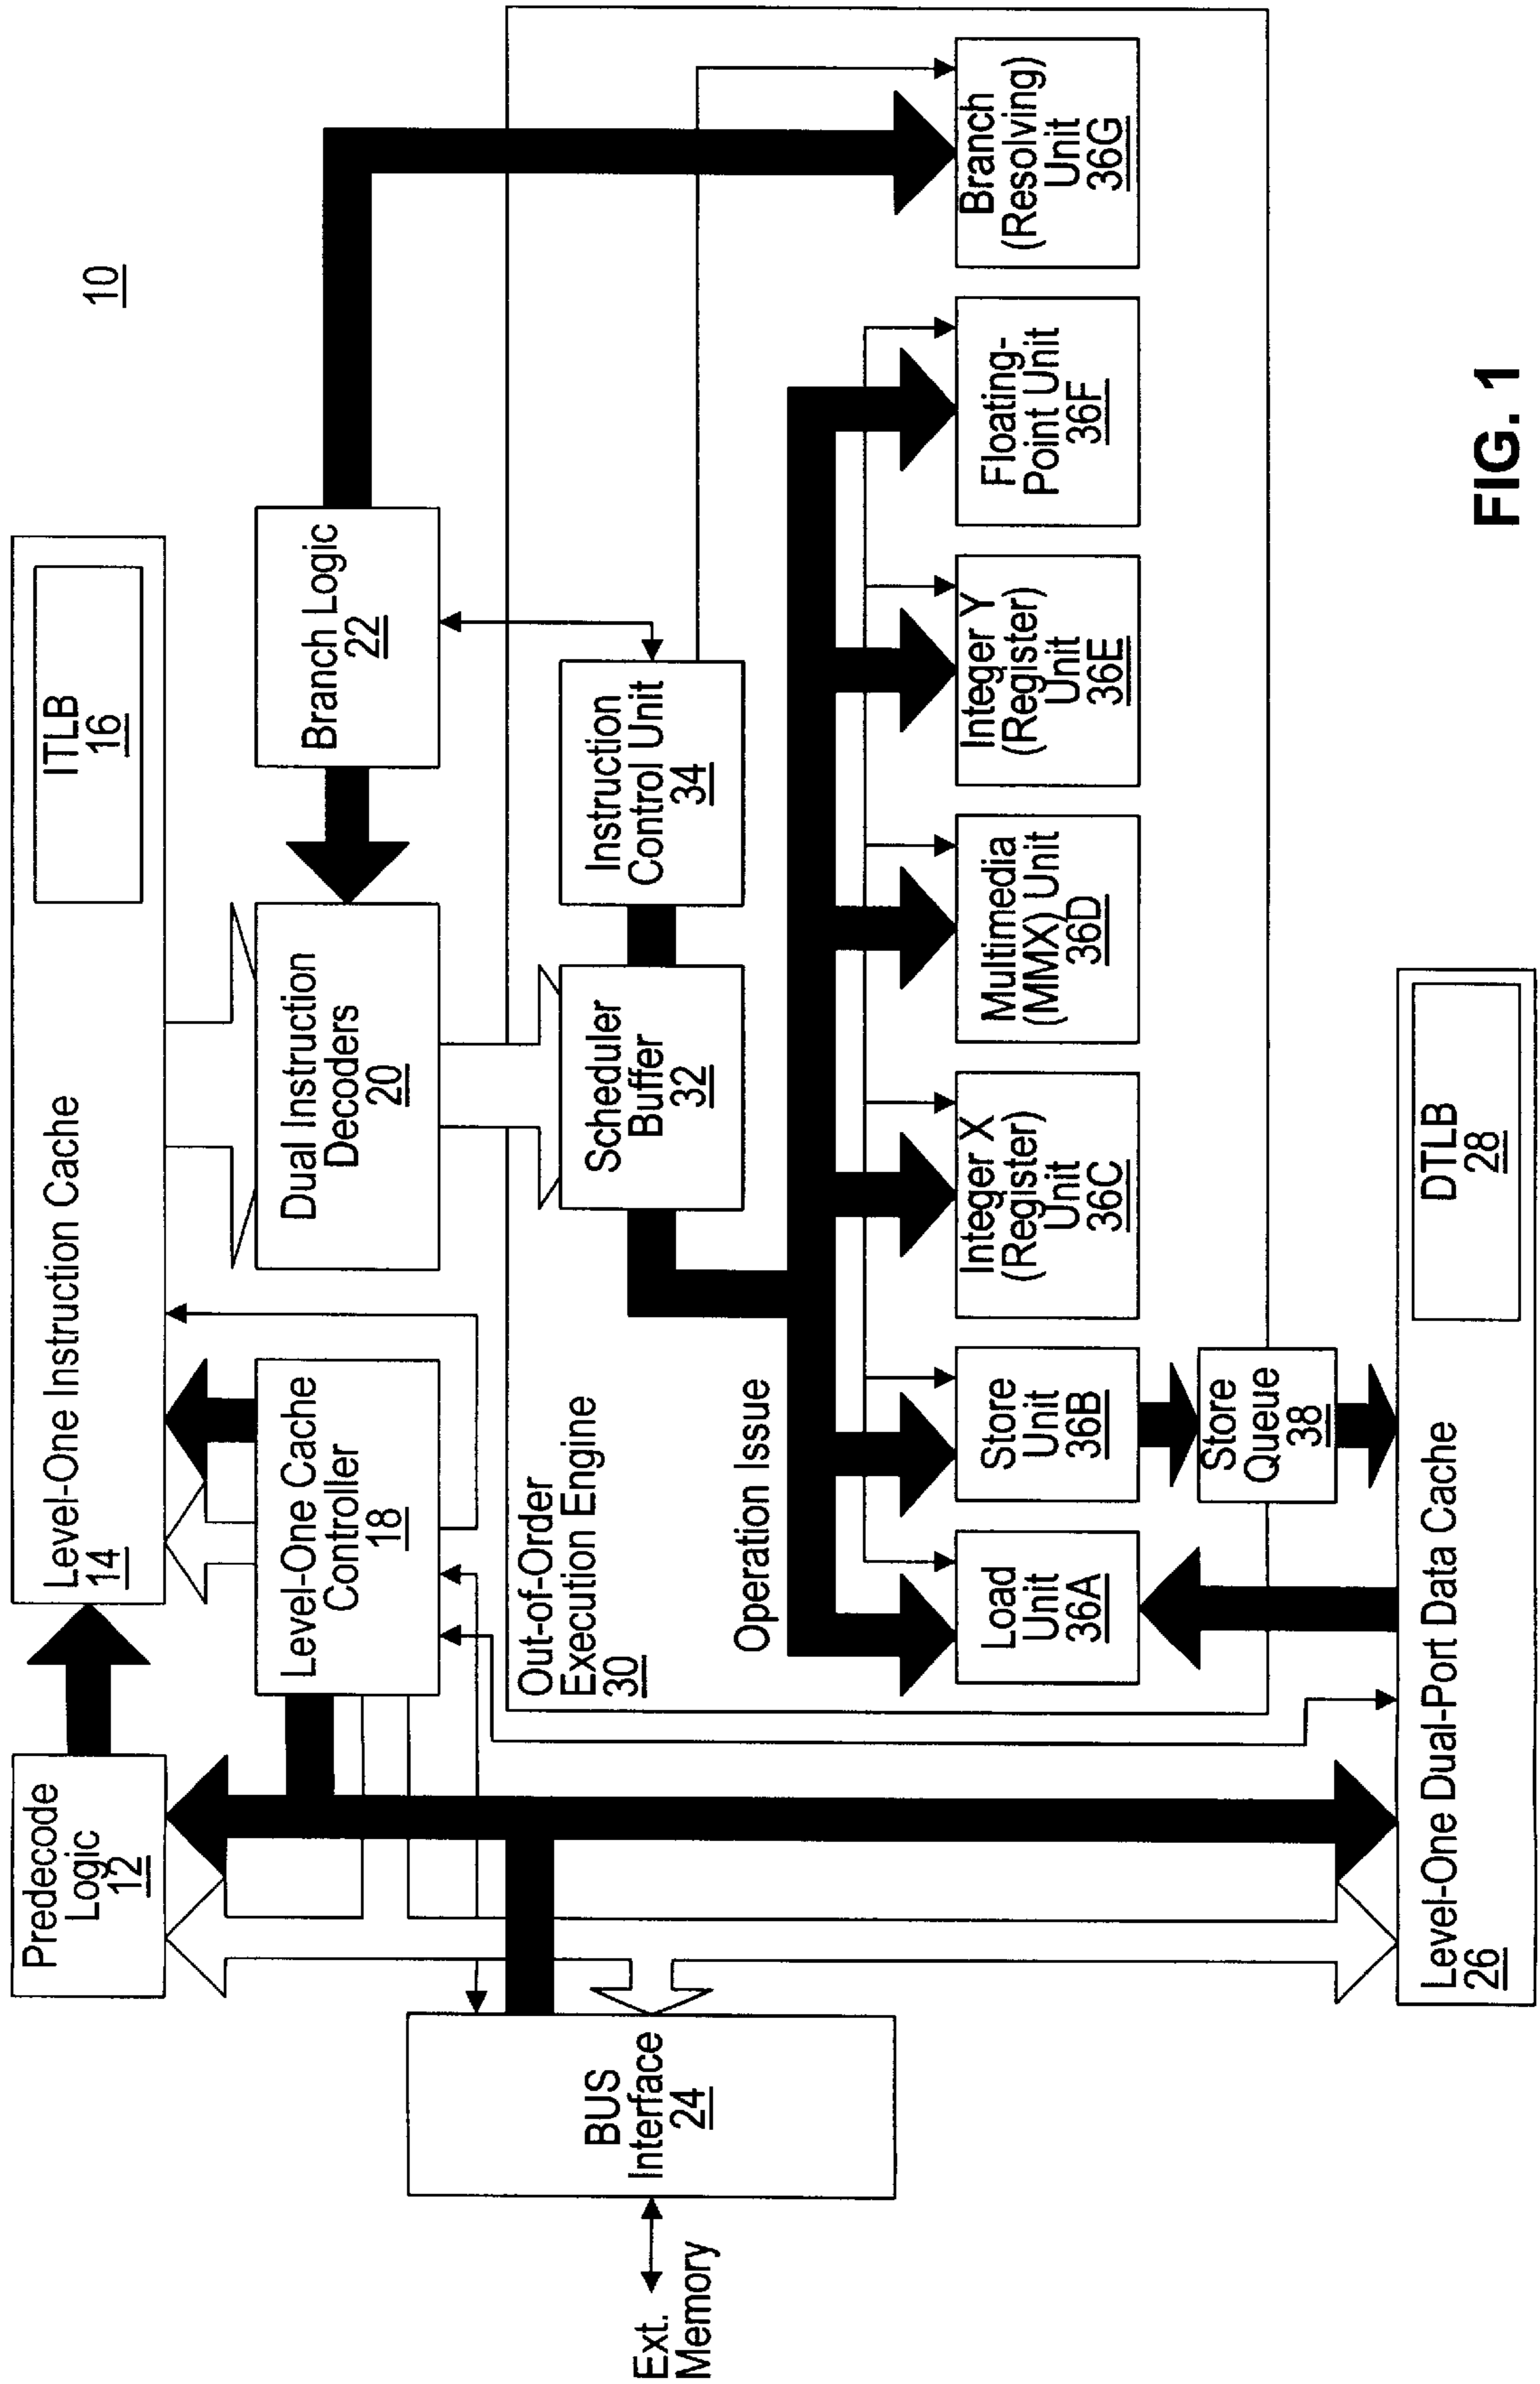 10
Predecode
Logic
12
Level-One Instruction Cache
14
ITLB
16
Level-One Cache
Controller
18
Dual Instruction
Decoders
20
Branch Logic
22
BUS
Interface
24
Ext.
Memory
Out-of-Order
Execution Engine
30
Scheduler
Buffer
32
Instruction
Control Unit
34
Operation Issue
Load
Unit
36A
Store
Unit
36B
Integer X
(Register)
Unit
36C
Multimedia
(MMX) Unit
36D
Integer Y
(Register)
Unit
36E
Floating-
Point Unit
36F
Branch
(Resolving)
Unit
36G
Store
Queue
38
Level-One Dual-Port Data Cache
26
DTLB
28
FIG. 1